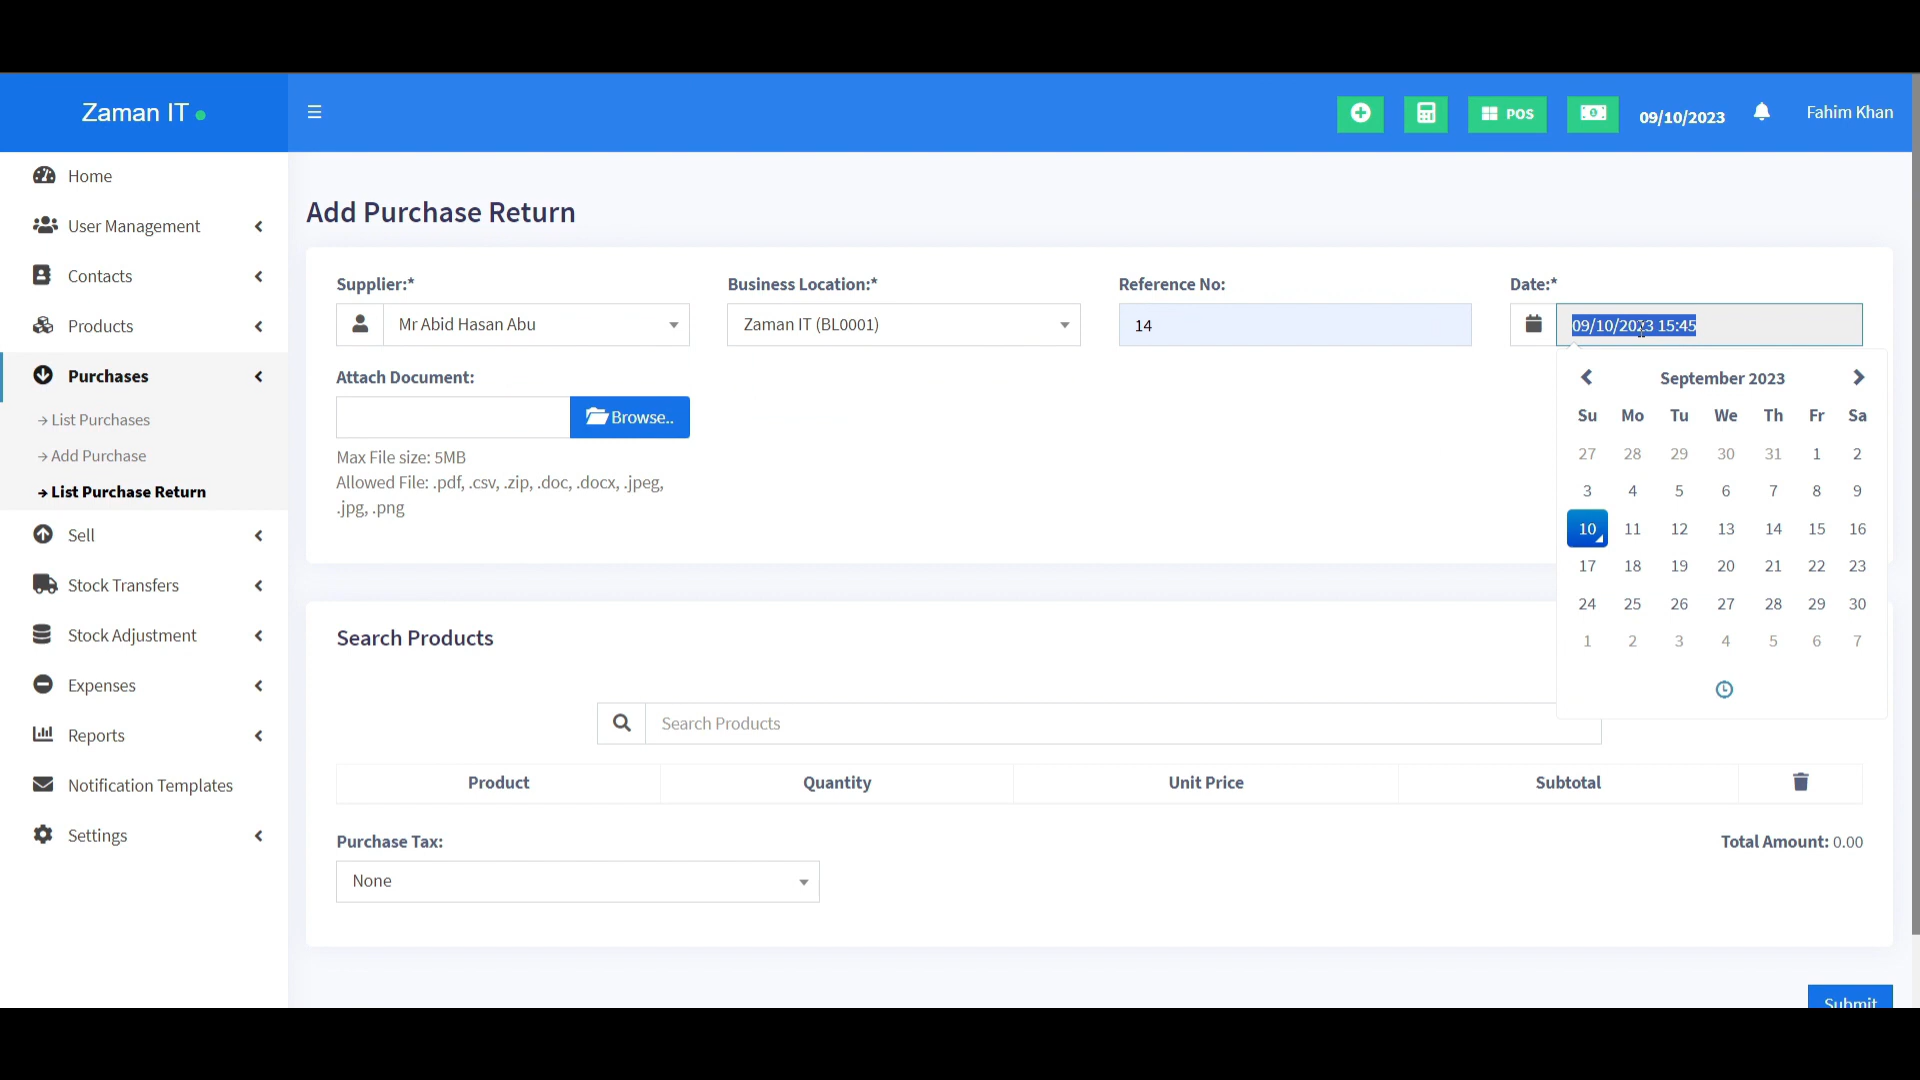 Zaman IT
POS
09/10/2023
Fahim Khan
Home
User Management
Contacts
Products
Purchases
List Purchases
Add Purchase
List Purchase Return
Sell
Stock Transfers
Stock Adjustment
Expenses
Reports
Notification Templates
Settings
Add Purchase Return
Supplier:* Business Location:* Reference No: Date:*
Mr Abid Hasan Abu Zaman IT (BL0001) 14 09/10/2023 15:45
Attach Document:
Browse..
Max File size: 5MB
Allowed File: .pdf, .csv, .zip, .doc, .docx, .jpeg,
.jpg, .png
September 2023
Su Mo Tu We Th Fr Sa
27 28 29 30 31 1 2
3 4 5 6 7 8 9
10 11 12 13 14 15 16
17 18 19 20 21 22 23
24 25 26 27 28 29 30
1 2 3 4 5 6 7
Search Products
Search Products
Product Quantity Unit Price Subtotal
Purchase Tax: Total Amount: 0.00
None
Submit